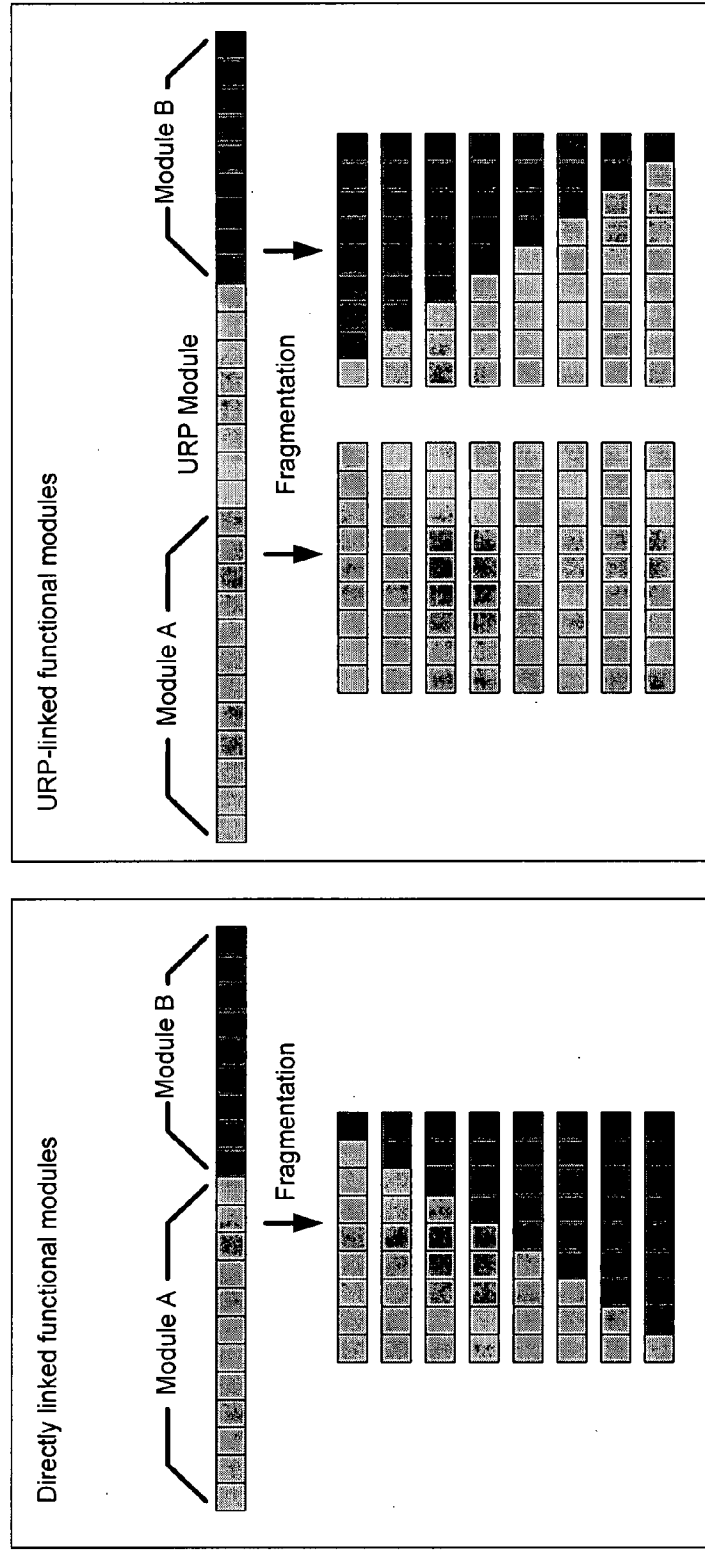 Directly linked functional modules
Module A
Module B
Fragmentation
URP-linked functional modules
Module A
URP Module
Module B
Fragmentation